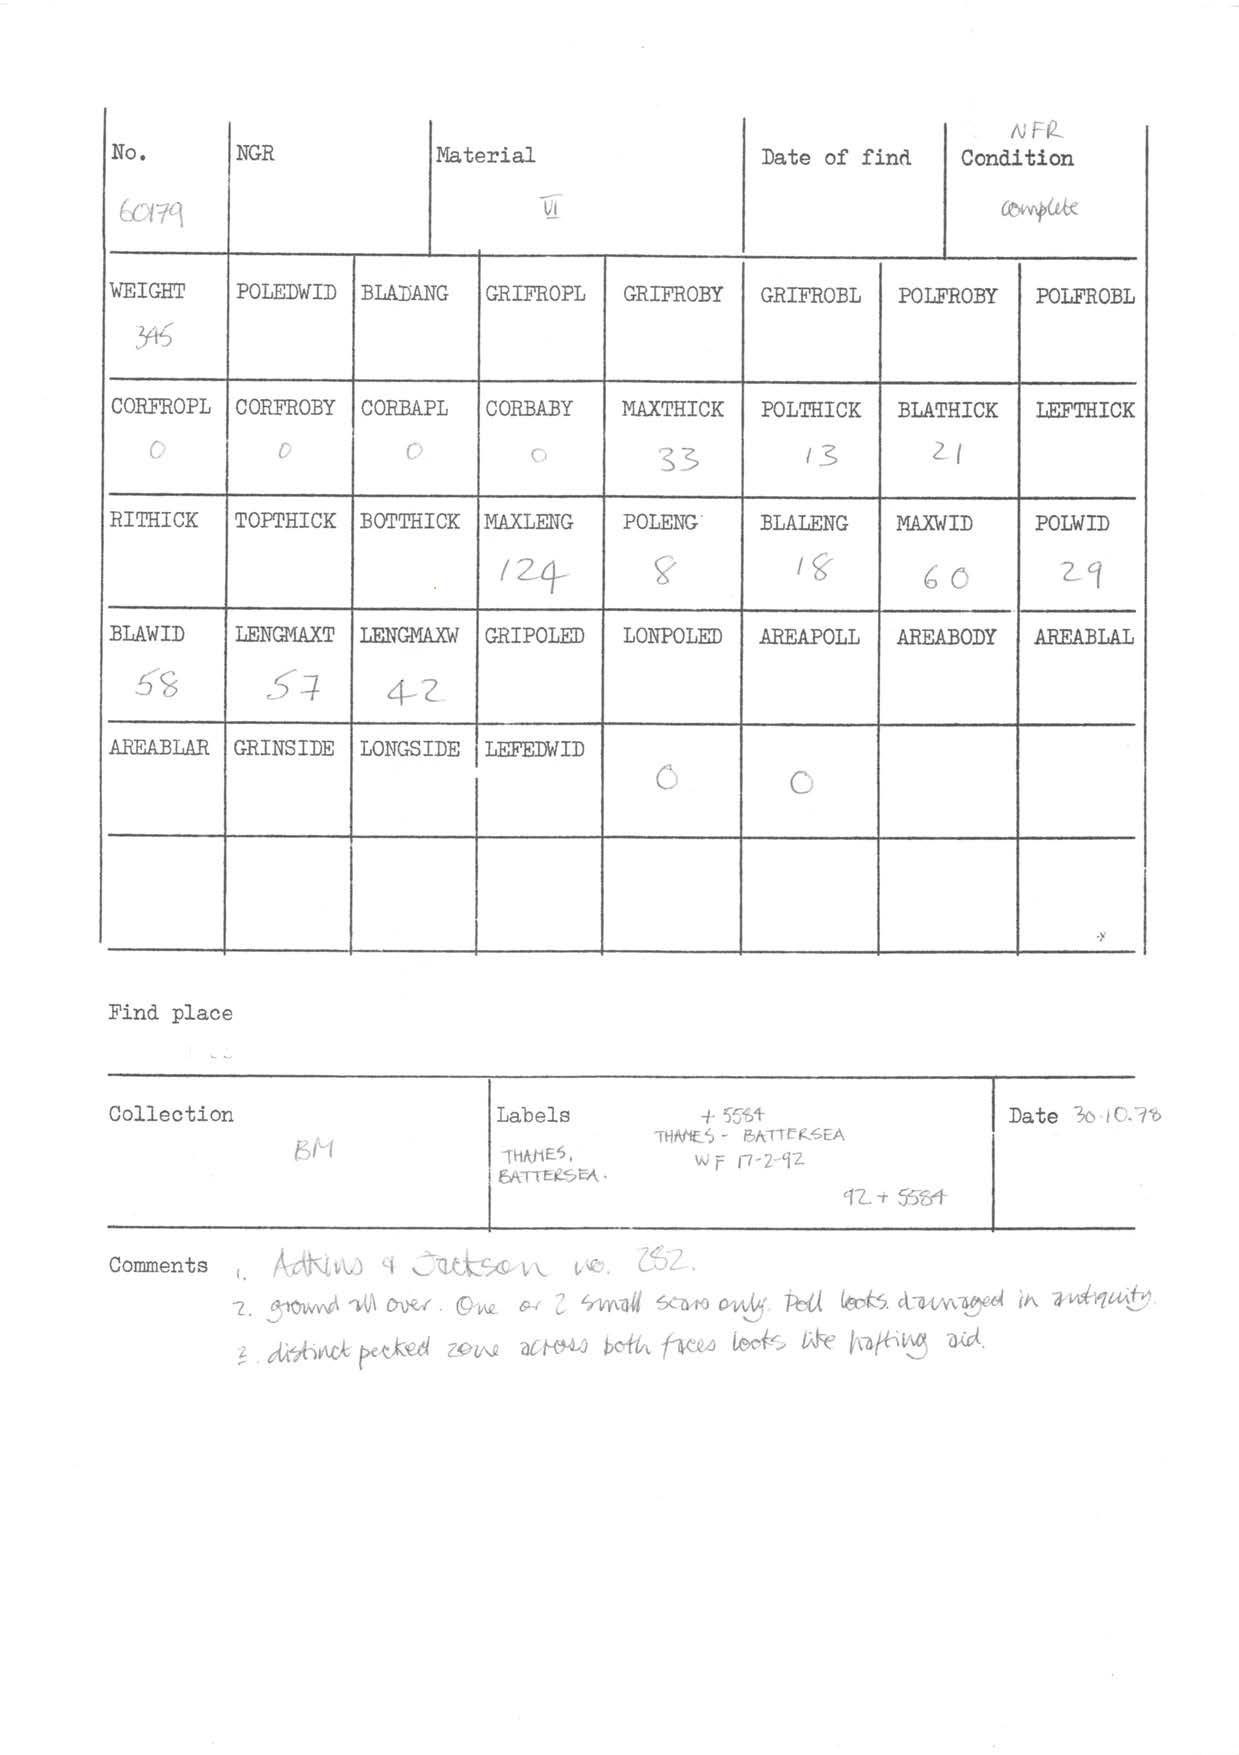 NFR
No. NGR Material Date of find Condition
60179 VI complete
WEIGHT POLEDWID BLADANG GRIFROPL GRIFROBY GRIFROBL POLFROBY POLFROBL
345
CORFROPL CORFROBY CORBAPL CORBABY MAXTHICK POLTHICK BLATHICK LEFTHICK
0 0 0 0 33 13 21
RITHICK TOPTHICK BOTTHICK MAXLENG POLENG BLALENG MAXWID POLWID
124 8 18 60 29
BLAWID LENGMAXT LENGMAXW GRIPOLED LONPOLED AREAPOLL AREABODY AREABLAL
58 57 42
AREABLAR GRINSIDE LONGSIDE LEFEDWID
0 0
Find place
Collection Labels + 5584 Date 30.10.78
THAMES - BATTERSEA
BM THAMES, WF 17-2-92
BATTERSEA.
92 + 5584
Comments 1. Adkins & Jackson no. 282.
2. ground all over. One or 2 small scars only. Poll looks damaged in antiquity.
3. distinct pecked zone across both faces looks like hafting aid.